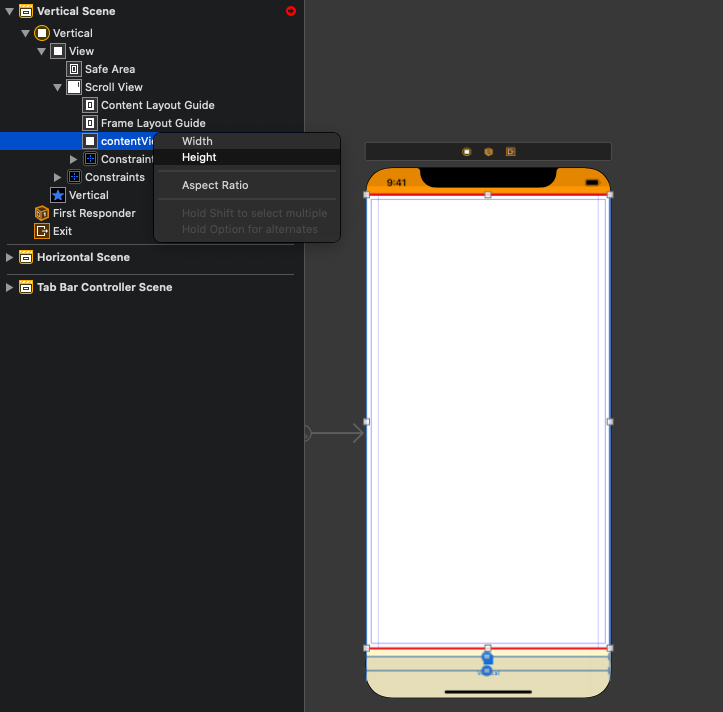 Vertical Scene
Vertical
View
Safe Area
Scroll View
Content Layout Guide
Frame Layout Guide
contentVi
Constraint
Constraints
Vertical
First Responder
Exit
Horizontal Scene
Tab Bar Controller Scene
Width
Height
Aspect Ratio
Hold Shift to select multiple
Hold Option for alternates
9:41